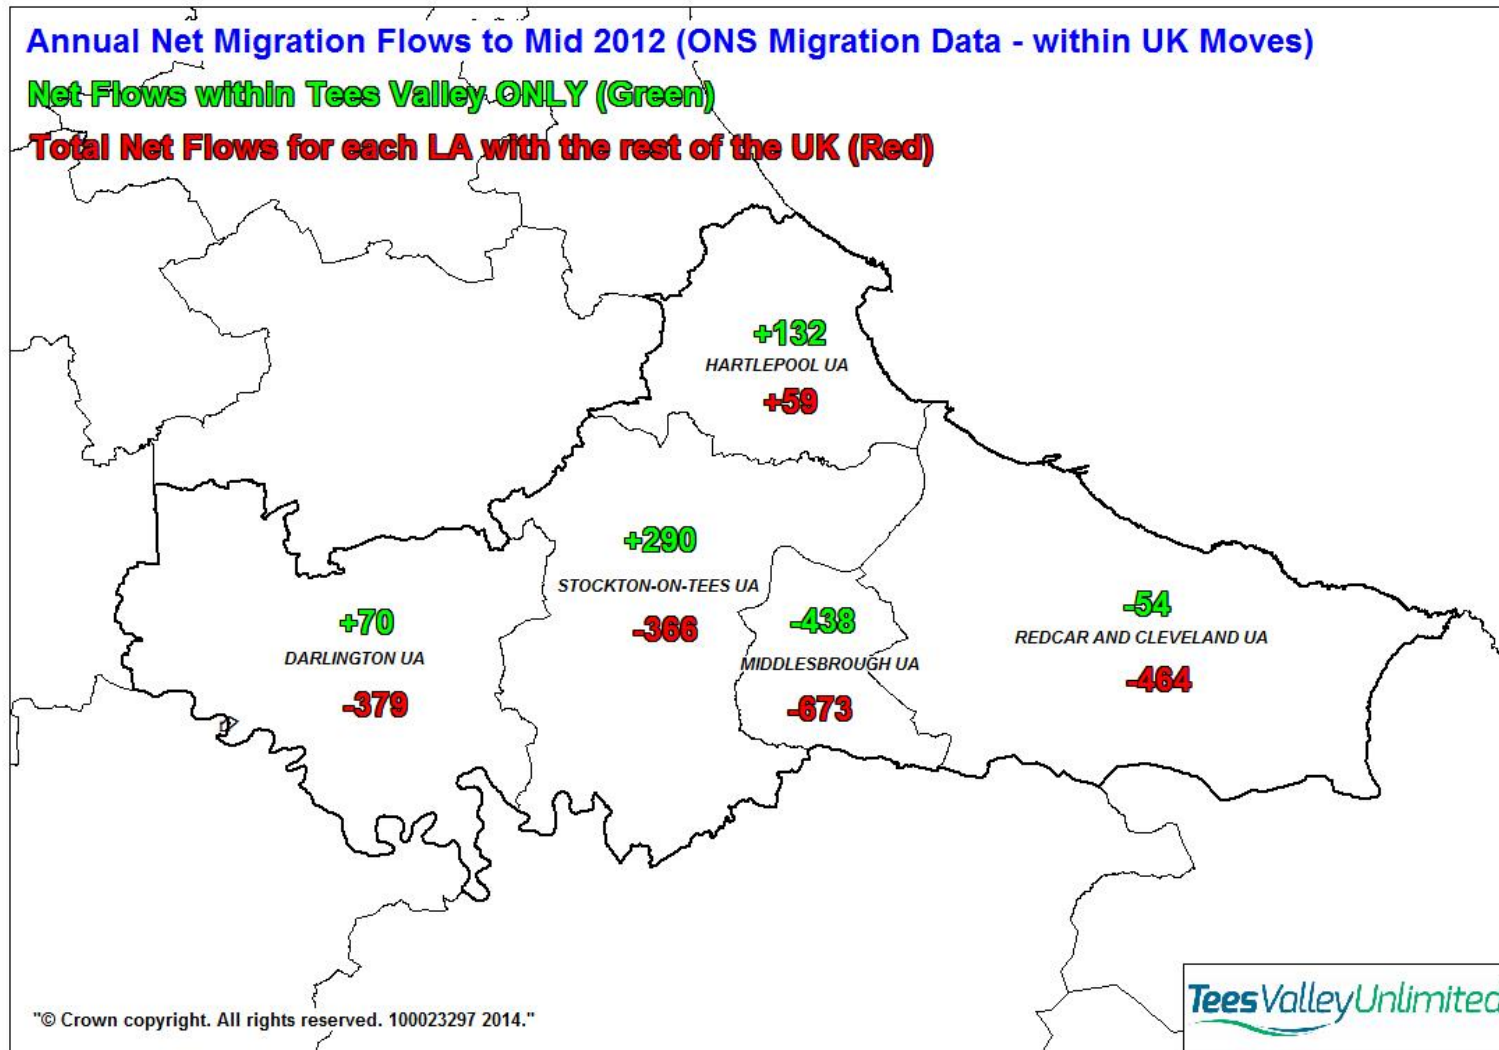 Annual Net Migration Flows to Mid 2012 (ONS Migration Data - within UK Moves)
Net Flows within Tees Valley ONLY (Green)
Total Net Flows for each LA with the rest of the UK (Red)
+132
HARTLEPOOL UA
+59
+290
STOCKTON-ON-TEES UA
-366
+70
DARLINGTON UA
-379
-438
MIDDLESBROUGH UA
-673
-54
REDCAR AND CLEVELAND UA
-464
"© Crown copyright. All rights reserved. 100023297 2014."
TeesValleyUnlimited